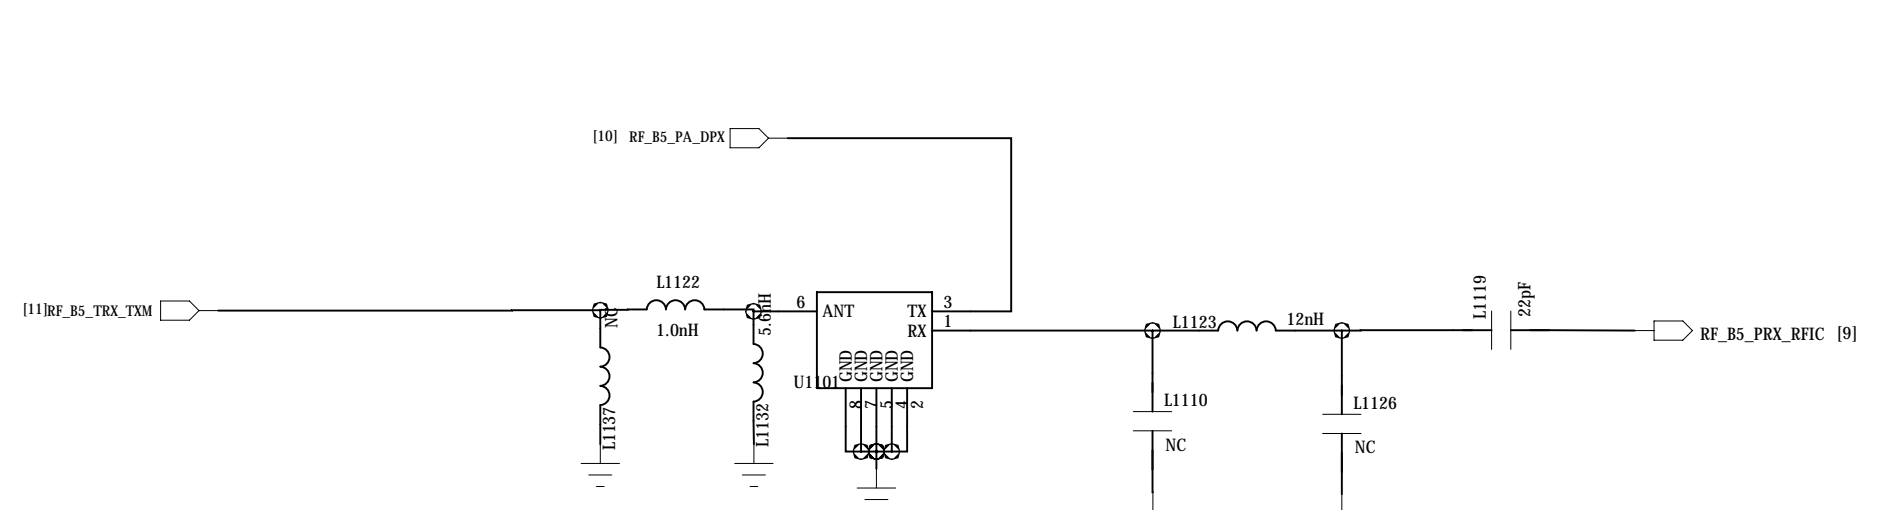 [10] RF_B5_PA_DPX
L1122
[11]RF_B5_TRX_TXM
NC
1.0nH
5.6nH
6
ANT
TX
3
RX
1
GND
GND
GND
GND
GND
U1101
8
7
5
4
2
L1137
L1132
L1123
12nH
L1119
22pF
RF_B5_PRX_RFIC [9]
L1110
NC
L1126
NC